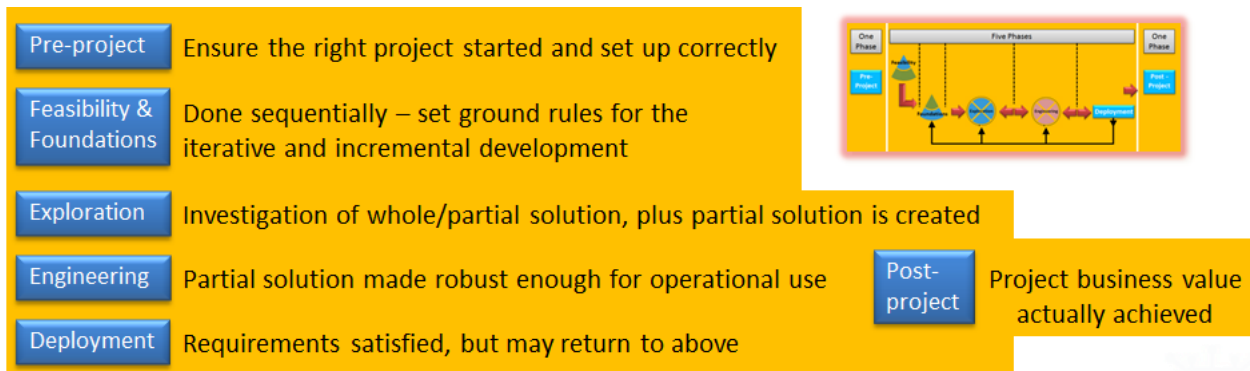 Pre-project
Ensure the right project started and set up correctly
Feasibility &
Foundations
Done sequentially – set ground rules for the
iterative and incremental development
Exploration
Investigation of whole/partial solution, plus partial solution is created
Engineering
Partial solution made robust enough for operational use
Deployment
Requirements satisfied, but may return to above
Post-
project
Project business value
actually achieved
One
Phase
Five Phases
One
Phase
Pre-
Project
Feasibility
Foundations
Deployment
Post -
Project